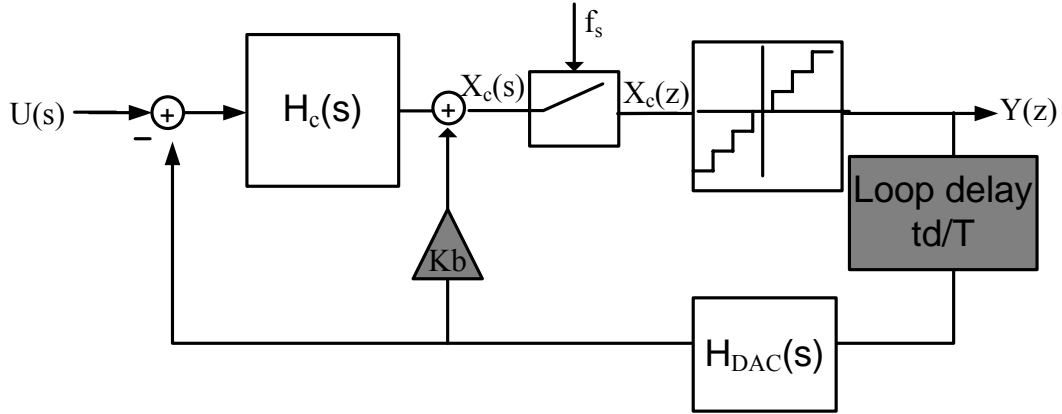 f_s
U(s)
+
−
H_c(s)
+
X_c(s)
X_c(z)
Y(z)
Loop delay
td/T
Kb
H_DAC(s)